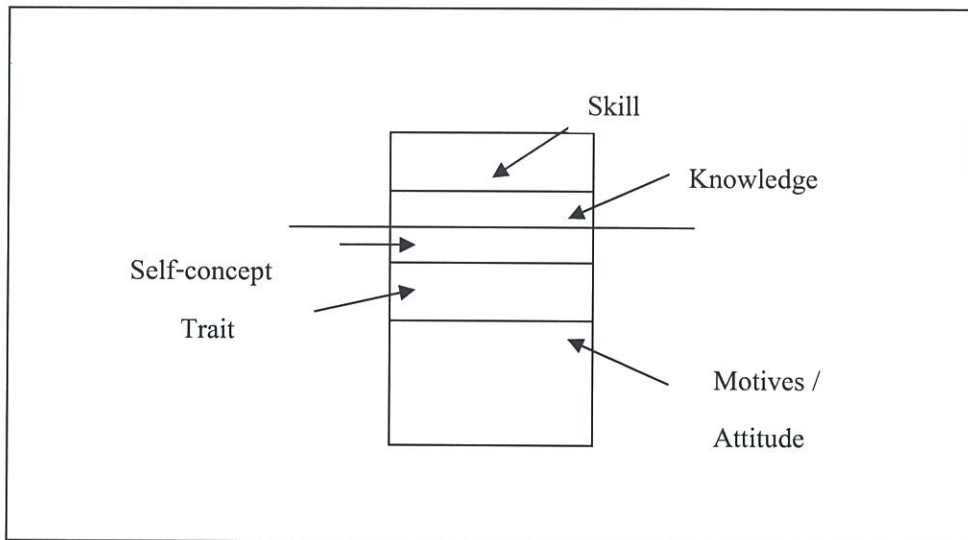 Skill
Knowledge
Self-concept
Trait
Motives /
Attitude